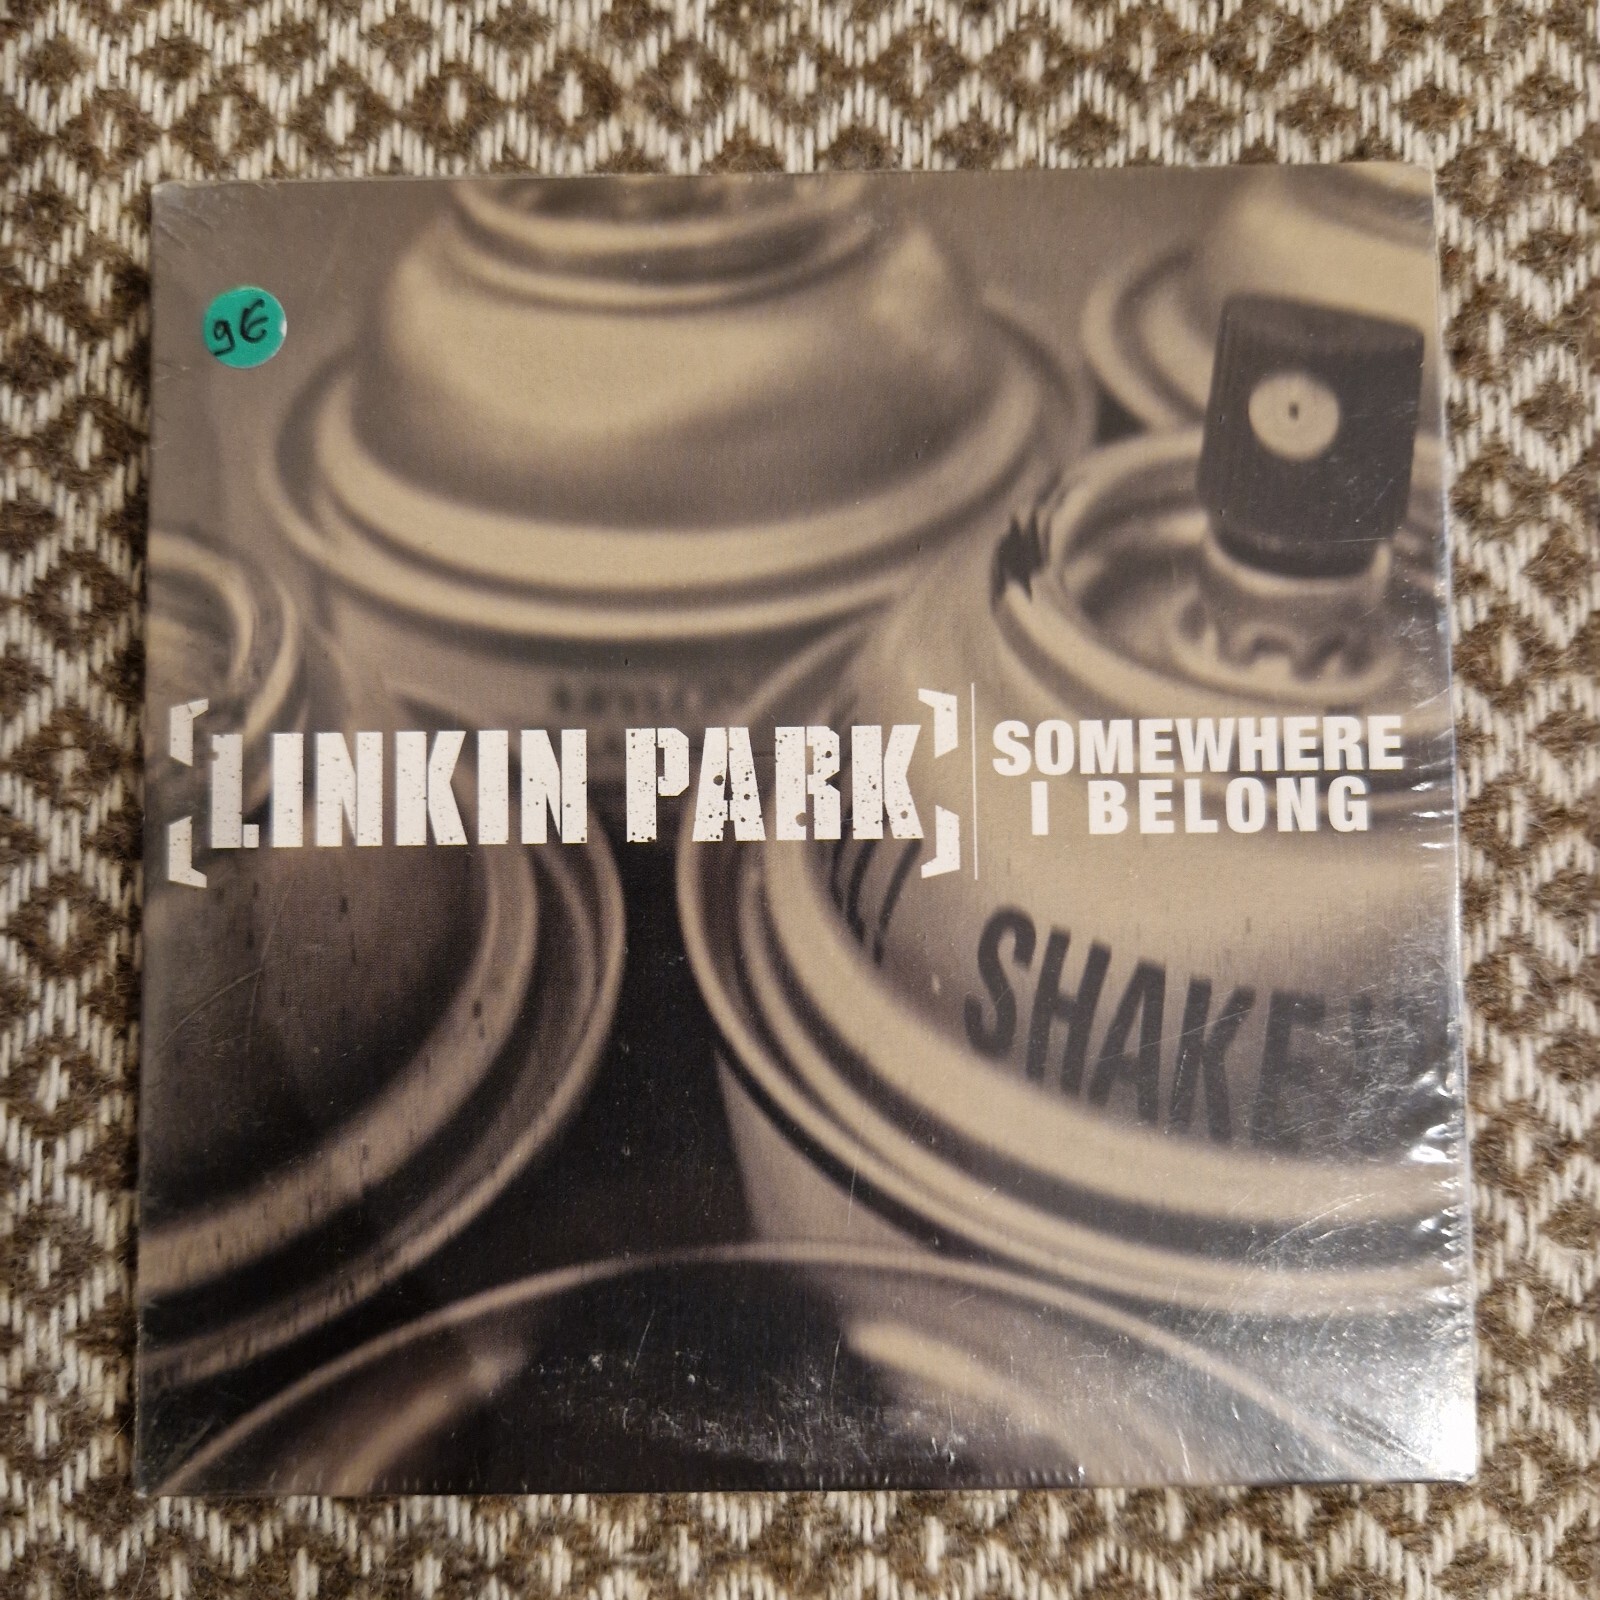 9€
[LINKIN PARK]
SOMEWHERE
I BELONG
SHAKE